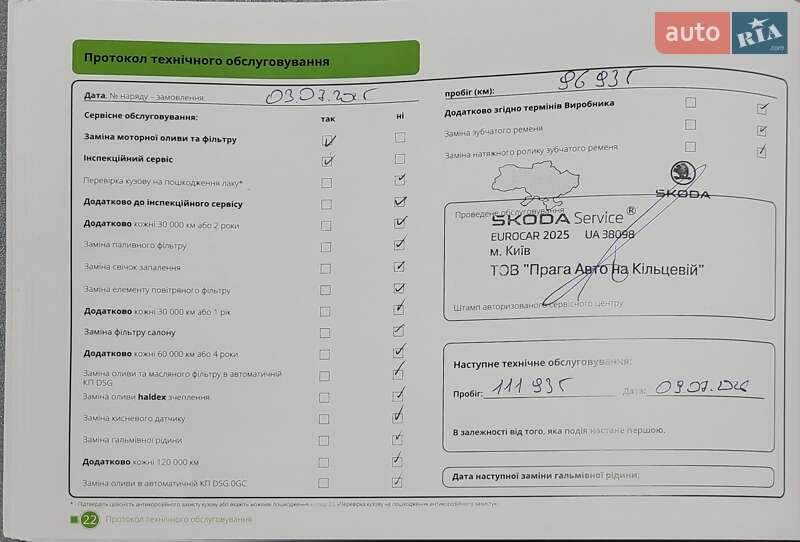 auto RIA .com
Протокол технічного обслуговування
Дата, № наряду – замовлення: 03.07.2025
пробіг (км): 96 935
Сервісне обслуговування: так ні
Заміна моторної оливи та фільтру
Інспекційний сервіс
Перевірка кузову на пошкодження лаку*
Додатково до інспекційного сервісу
Додатково кожні 30 000 км або 2 роки
Заміна паливного фільтру
Заміна свічок запалення
Заміна елементу повітряного фільтру
Додатково кожні 30 000 км або 1 рік
Заміна фільтру салону
Додатково кожні 60 000 км або 4 роки
Заміна оливи та масляного фільтру в автоматичній
КП DSG
Заміна оливи haldex зчеплення
Заміна кисневого датчику
Заміна гальмівної рідини
Додатково кожні 120 000 км
Заміна оливи в автоматичній КП DSG 0GC
Додатково згідно термінів Виробника
Заміна зубчатого ременя
Заміна натяжного ролику зубчатого ременя
ŠKODA
Проведене обслуговування
ŠKODA Service®
EUROCAR 2025 UA 38098
м. Київ
ТОВ "Прага Авто на Кільцевій"
Штамп авторизованого сервісного центру
Наступне технічне обслуговування:
Пробіг: 111 935 Дата: 03.07.2026
В залежності від того, яка подія настане першою.
Дата наступної заміни гальмівної рідини:
22 Протокол технічного обслуговування